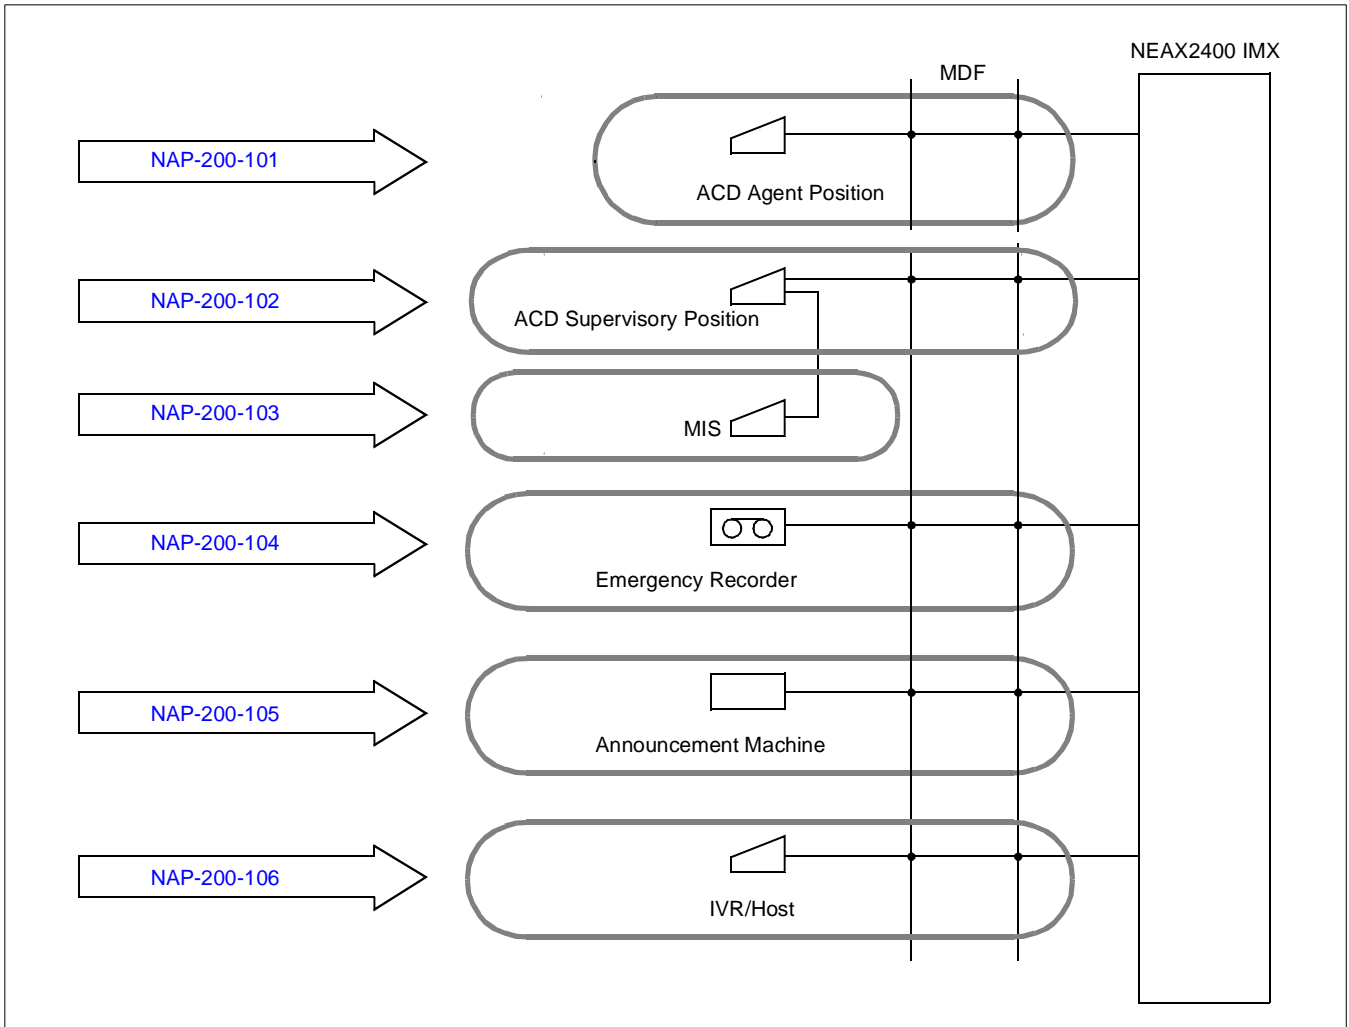 NEAX2400 IMX
MDF
NAP-200-101
ACD Agent Position
NAP-200-102
ACD Supervisory Position
NAP-200-103
MIS
NAP-200-104
Emergency Recorder
NAP-200-105
Announcement Machine
NAP-200-106
IVR/Host